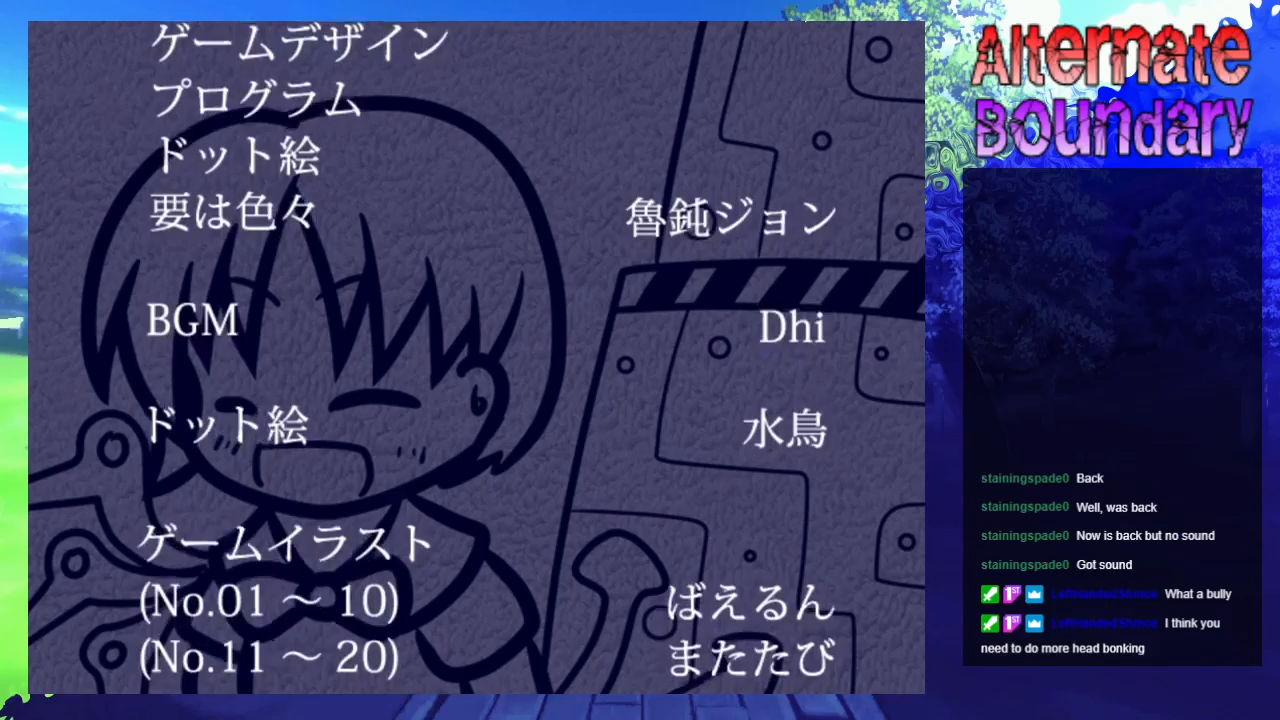 ゲームデザイン
プログラム
ドット絵
要は色々
魯鈍ジョン
BGM
Dhi
ドット絵
水鳥
ゲームイラスト
(No.01 ～ 10)
ばえるん
(No.11 ～ 20)
またたび
Alternate
Boundary
stainingspade0 Back
stainingspade0 Well, was back
stainingspade0 Now is back but no sound
stainingspade0 Got sound
1ST LeftHandedShmoe What a bully
1ST LeftHandedShmoe I think you
need to do more head bonking